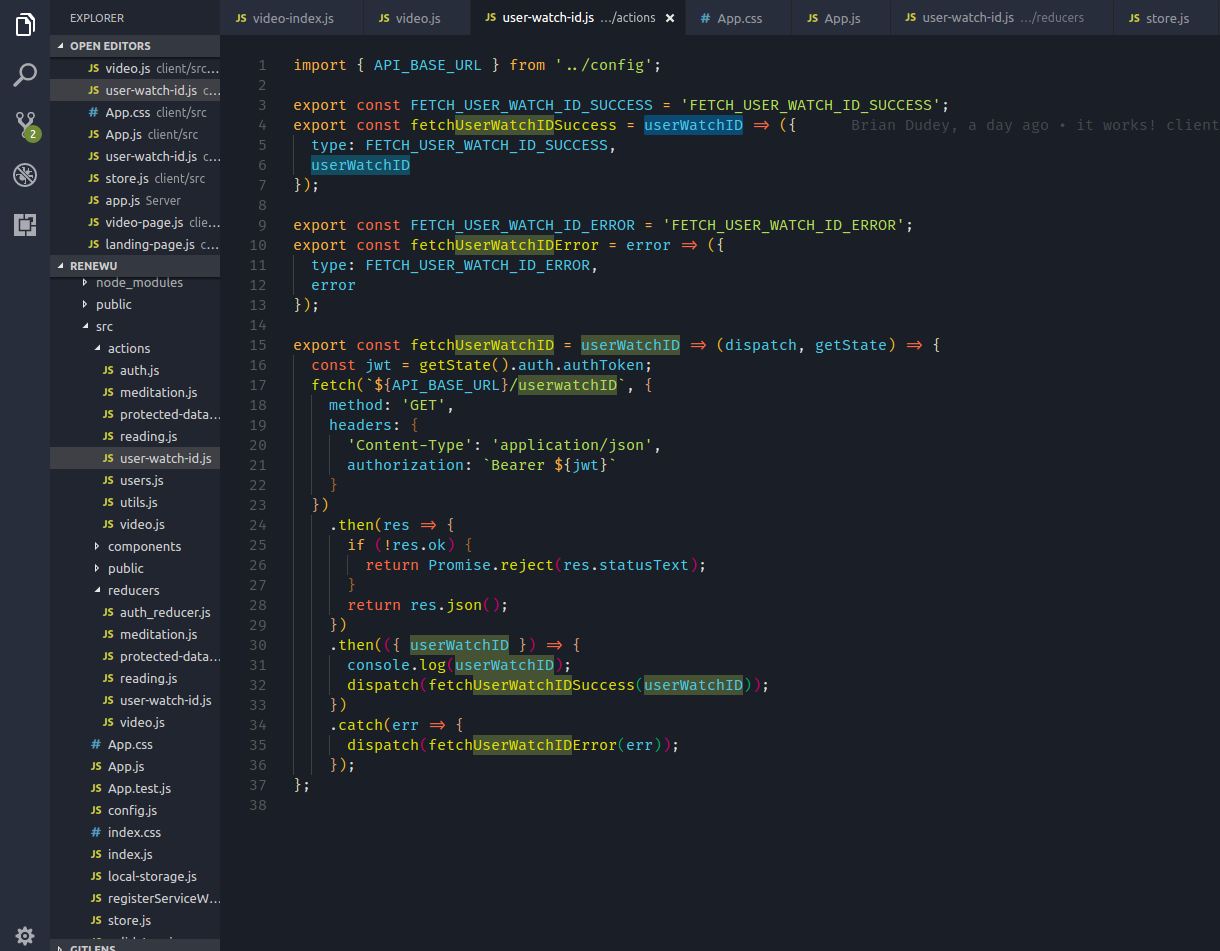 EXPLORER
OPEN EDITORS
JS video.js client/src...
JS user-watch-id.js c...
# App.css client/src
JS App.js client/src
JS user-watch-id.js c...
JS store.js client/src
JS app.js Server
JS video-page.js clie...
JS landing-page.js c...
RENEWU
node_modules
public
src
actions
JS auth.js
JS meditation.js
JS protected-data...
JS reading.js
JS user-watch-id.js
JS users.js
JS utils.js
JS video.js
components
public
reducers
JS auth_reducer.js
JS meditation.js
JS protected-data...
JS reading.js
JS user-watch-id.js
JS video.js
# App.css
JS App.js
JS App.test.js
JS config.js
# index.css
JS index.js
JS local-storage.js
JS registerServiceW...
JS store.js
GITLENS
2
JS video-index.js
JS video.js
JS user-watch-id.js .../actions ×
# App.css
JS App.js
JS user-watch-id.js .../reducers
JS store.js
1 import { API_BASE_URL } from '../config';
2
3 export const FETCH_USER_WATCH_ID_SUCCESS = 'FETCH_USER_WATCH_ID_SUCCESS';
4 export const fetchUserWatchIDSuccess = userWatchID => ({ Brian Dudey, a day ago • it works! client
5 type: FETCH_USER_WATCH_ID_SUCCESS,
6 userWatchID
7 });
8
9 export const FETCH_USER_WATCH_ID_ERROR = 'FETCH_USER_WATCH_ID_ERROR';
10 export const fetchUserWatchIDError = error => ({
11 type: FETCH_USER_WATCH_ID_ERROR,
12 error
13 });
14
15 export const fetchUserWatchID = userWatchID => (dispatch, getState) => {
16 const jwt = getState().auth.authToken;
17 fetch(`${API_BASE_URL}/userwatchID`, {
18 method: 'GET',
19 headers: {
20 'Content-Type': 'application/json',
21 authorization: `Bearer ${jwt}`
22 }
23 })
24 .then(res => {
25 if (!res.ok) {
26 return Promise.reject(res.statusText);
27 }
28 return res.json();
29 })
30 .then(({ userWatchID }) => {
31 console.log(userWatchID);
32 dispatch(fetchUserWatchIDSuccess(userWatchID));
33 })
34 .catch(err => {
35 dispatch(fetchUserWatchIDError(err));
36 });
37 };
38